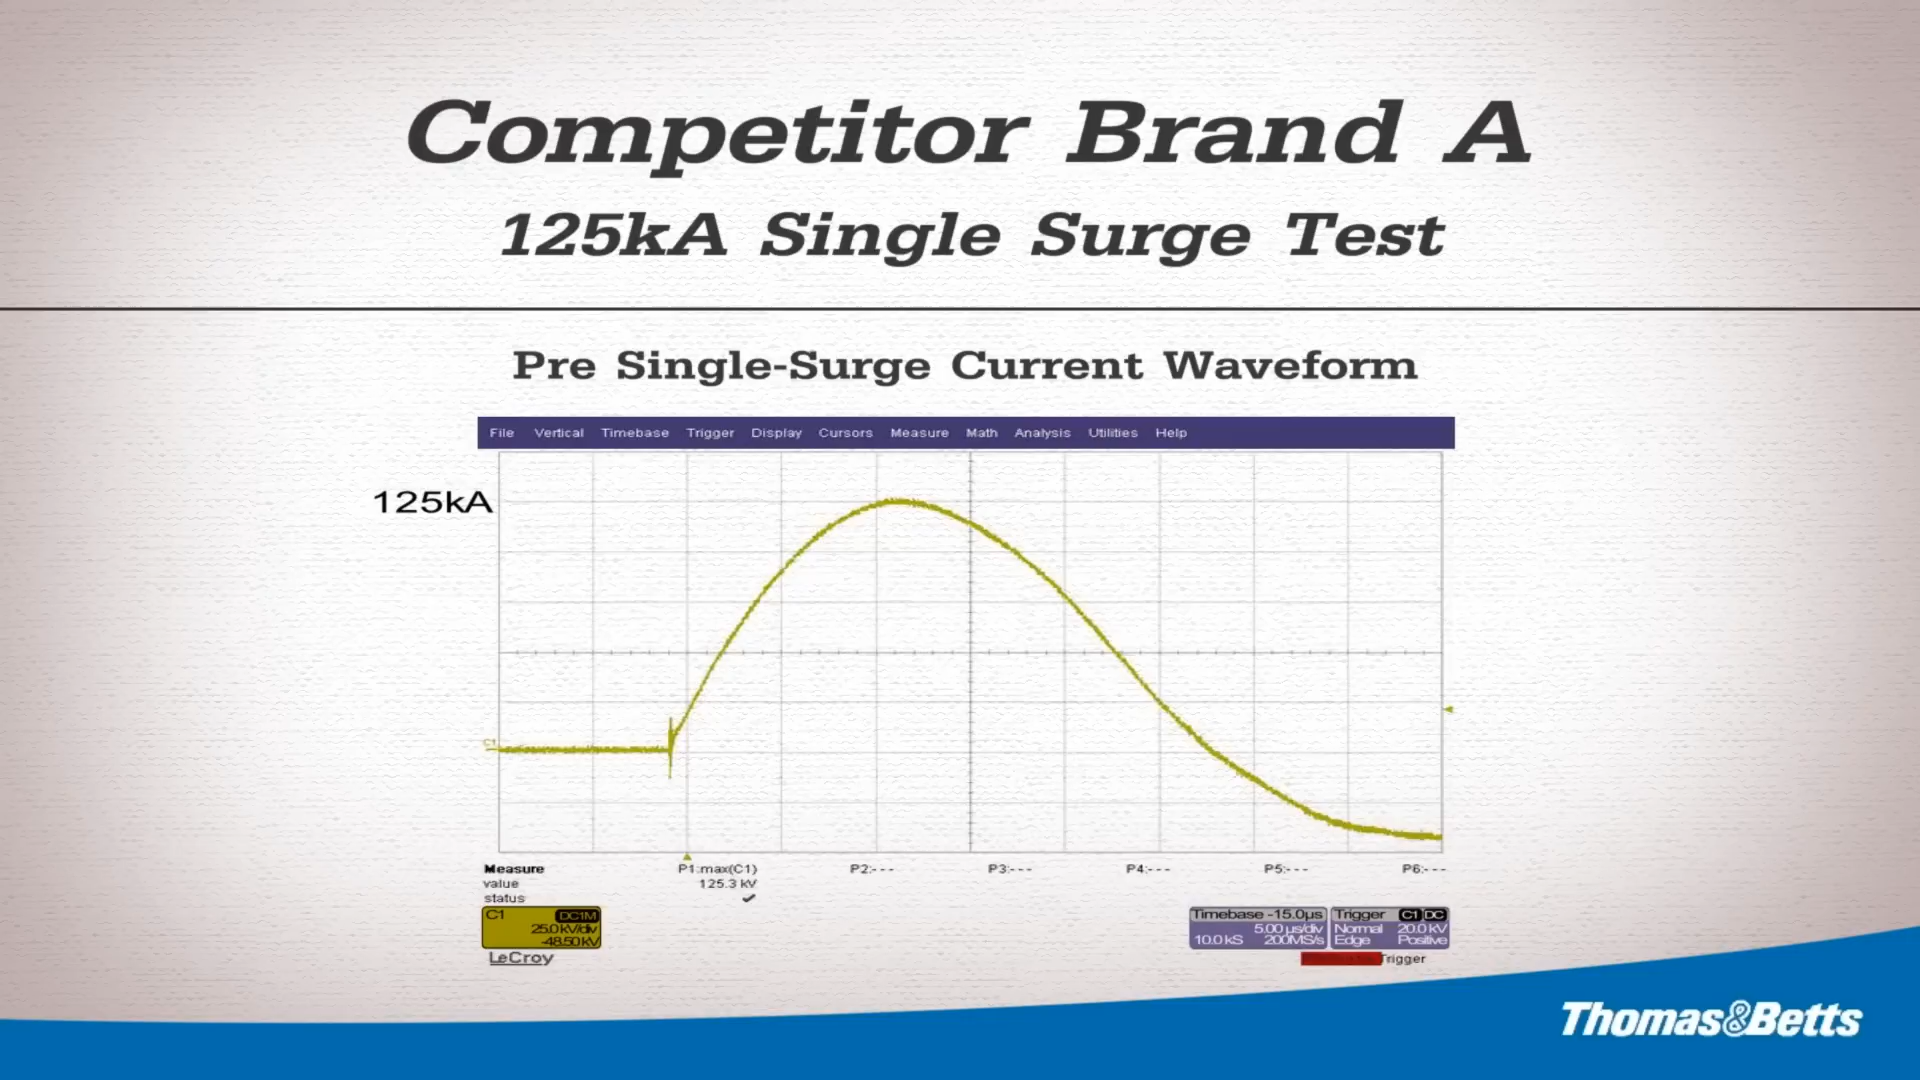 Competitor Brand A
125kA Single Surge Test
Pre Single-Surge Current Waveform
File Vertical Timebase Trigger Display Cursors Measure Math Analysis Utilities Help
125kA
C1
Measure P1:max(C1) P2:--- P3:--- P4:--- P5:--- P6:---
value 125.3 kV
status
C1 DC1M
25.0 kV/div
-48.50 kV
Timebase -15.0µs
5.00 µs/div
10.0 kS 200MS/s
Trigger C1 DC
Normal 20.0 kV
Edge Positive
LeCroy
Trigger
Thomas&Betts